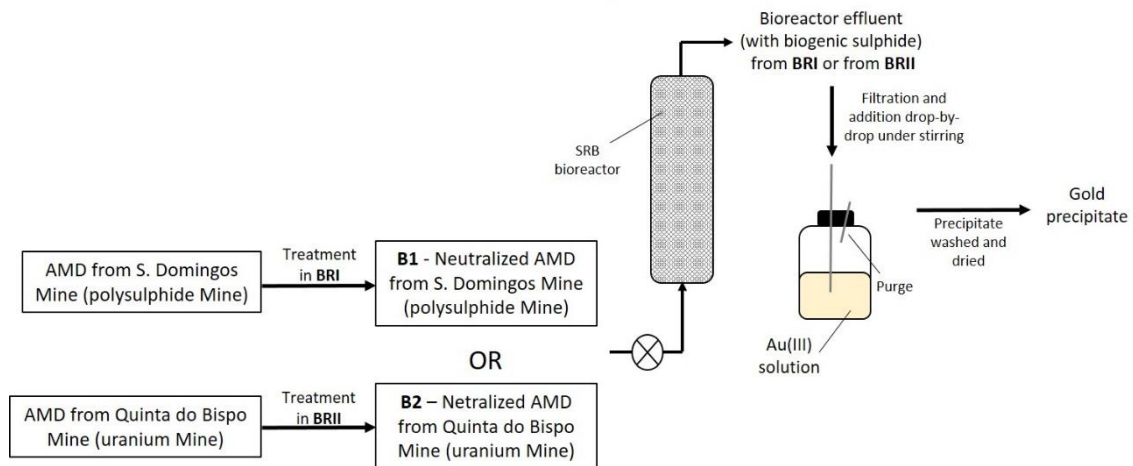 Bioreactor effluent
(with biogenic sulphide)
from BRI or from BRII
Filtration and
addition drop-by-
drop under stirring
SRB
bioreactor
Gold
precipitate
Precipitate
washed and
dried
Purge
Au(III)
solution
AMD from S. Domingos
Mine (polysulphide Mine)
Treatment
in BRI
B1 - Neutralized AMD
from S. Domingos Mine
(polysulphide Mine)
OR
AMD from Quinta do Bispo
Mine (uranium Mine)
Treatment
in BRII
B2 – Netralized AMD
from Quinta do Bispo
Mine (uranium Mine)